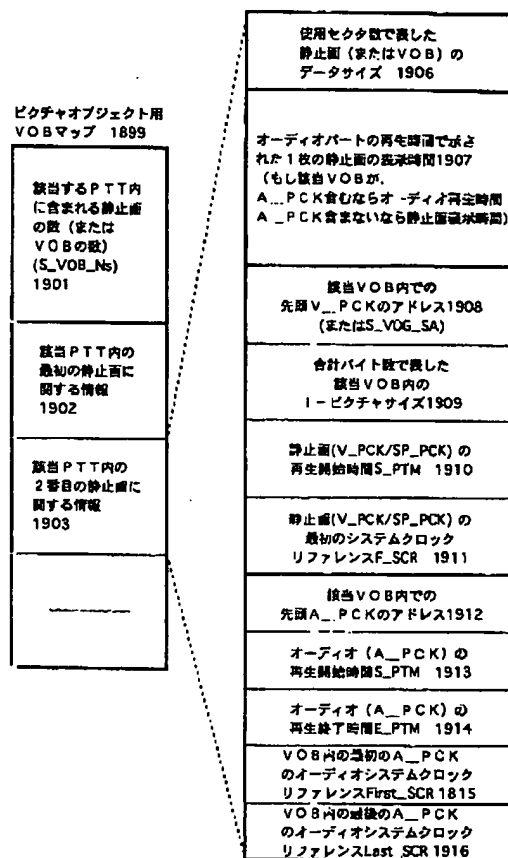 ピクチャオブジェクト用
VOBマップ 1899
該当するPTT内
に含まれる静止画
の数(または
VOBの数)
(S_VOB_Ns)
1901
該当PTT内の
最初の静止画に
関する情報
1902
該当PTT内の
2番目の静止画に
関する情報
1903
使用セクタ数で表した
静止画(またはVOB)の
データサイズ 1906
オーディオパートの再生時間で示さ
れた1枚の静止画の表示時間1907
(もし該当VOBが、
A__PCK含むならオーディオ再生時間
A__PCK含まないなら静止画表示時間)
該当VOB内での
先頭V__PCKのアドレス1908
(またはS_VOG_SA)
合計バイト数で表した
該当VOB内の
I-ピクチャサイズ1909
静止画(V_PCK/SP_PCK)の
再生開始時間S_PTM 1910
静止画(V_PCK/SP_PCK)の
最初のシステムクロック
リファレンスF_SCR 1911
該当VOB内での
先頭A__PCKのアドレス1912
オーディオ(A__PCK)の
再生開始時間S_PTM 1913
オーディオ(A__PCK)の
再生終了時間E_PTM 1914
VOB内の最初のA__PCK
のオーディオシステムクロック
リファレンスFirst_SCR 1815
VOB内の最後のA__PCK
のオーディオシステムクロック
リファレンスLast_SCR 1916